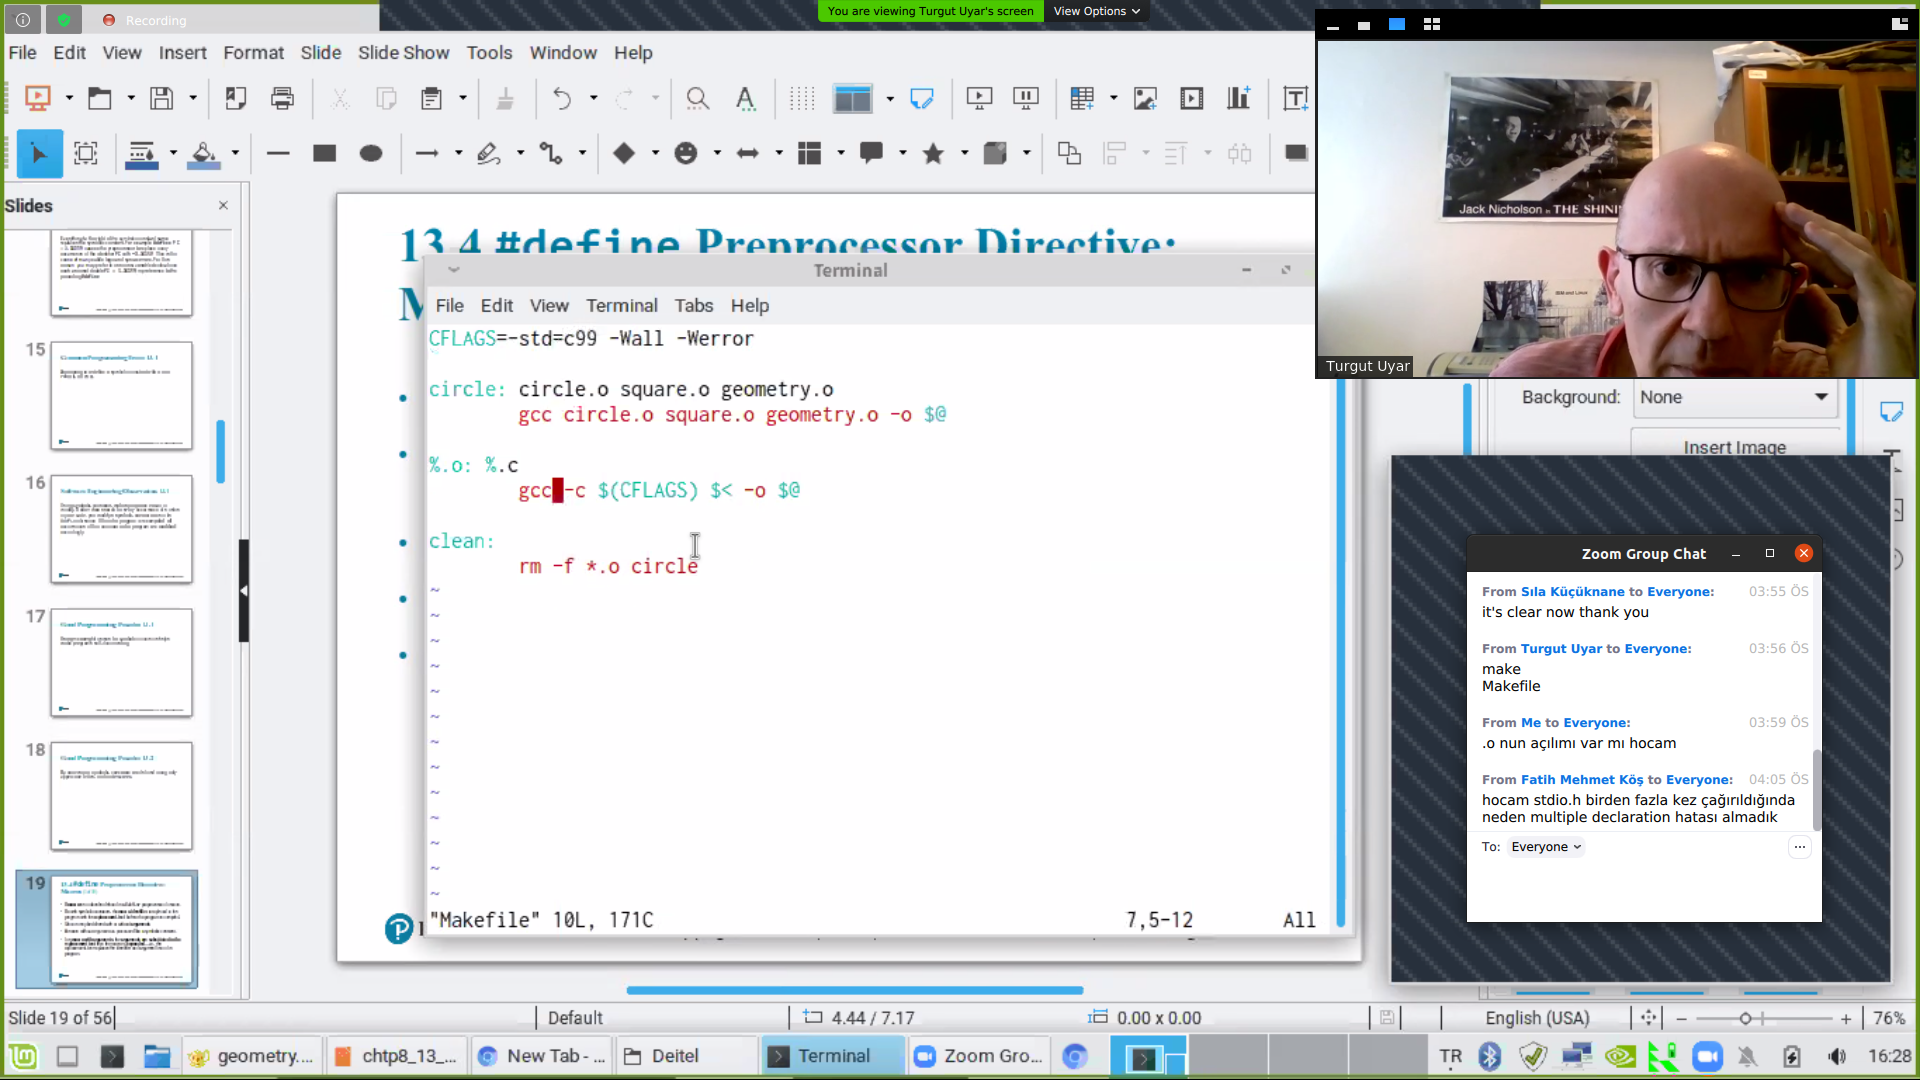 Recording
You are viewing Turgut Uyar's screen
View Options
File Edit View Insert Format Slide Slide Show Tools Window Help
Slides
15
16
17
18
19
13.4 #define Preprocessor Directive:
Terminal
File Edit View Terminal Tabs Help
CFLAGS=-std=c99 -Wall -Werror
circle: circle.o square.o geometry.o
gcc circle.o square.o geometry.o -o $@
%.o: %.c
gcc -c $(CFLAGS) $< -o $@
clean:
rm -f *.o circle
~
~
~
~
~
~
~
~
~
~
~
~
~
"Makefile" 10L, 171C
7,5-12
All
Jack Nicholson in THE SHINI
Turgut Uyar
Background:
None
Insert Image
Zoom Group Chat
From Sıla Küçüknane to Everyone: 03:55 ÖS
it's clear now thank you
From Turgut Uyar to Everyone: 03:56 ÖS
make
Makefile
From Me to Everyone: 03:59 ÖS
.o nun açılımı var mı hocam
From Fatih Mehmet Köş to Everyone: 04:05 ÖS
hocam stdio.h birden fazla kez çağırıldığında
neden multiple declaration hatası almadık
To: Everyone
Slide 19 of 56
Default
4.44 / 7.17
0.00 x 0.00
English (USA)
76%
geometry....
chtp8_13_...
New Tab - ...
Deitel
Terminal
Zoom Gro...
TR
16:28